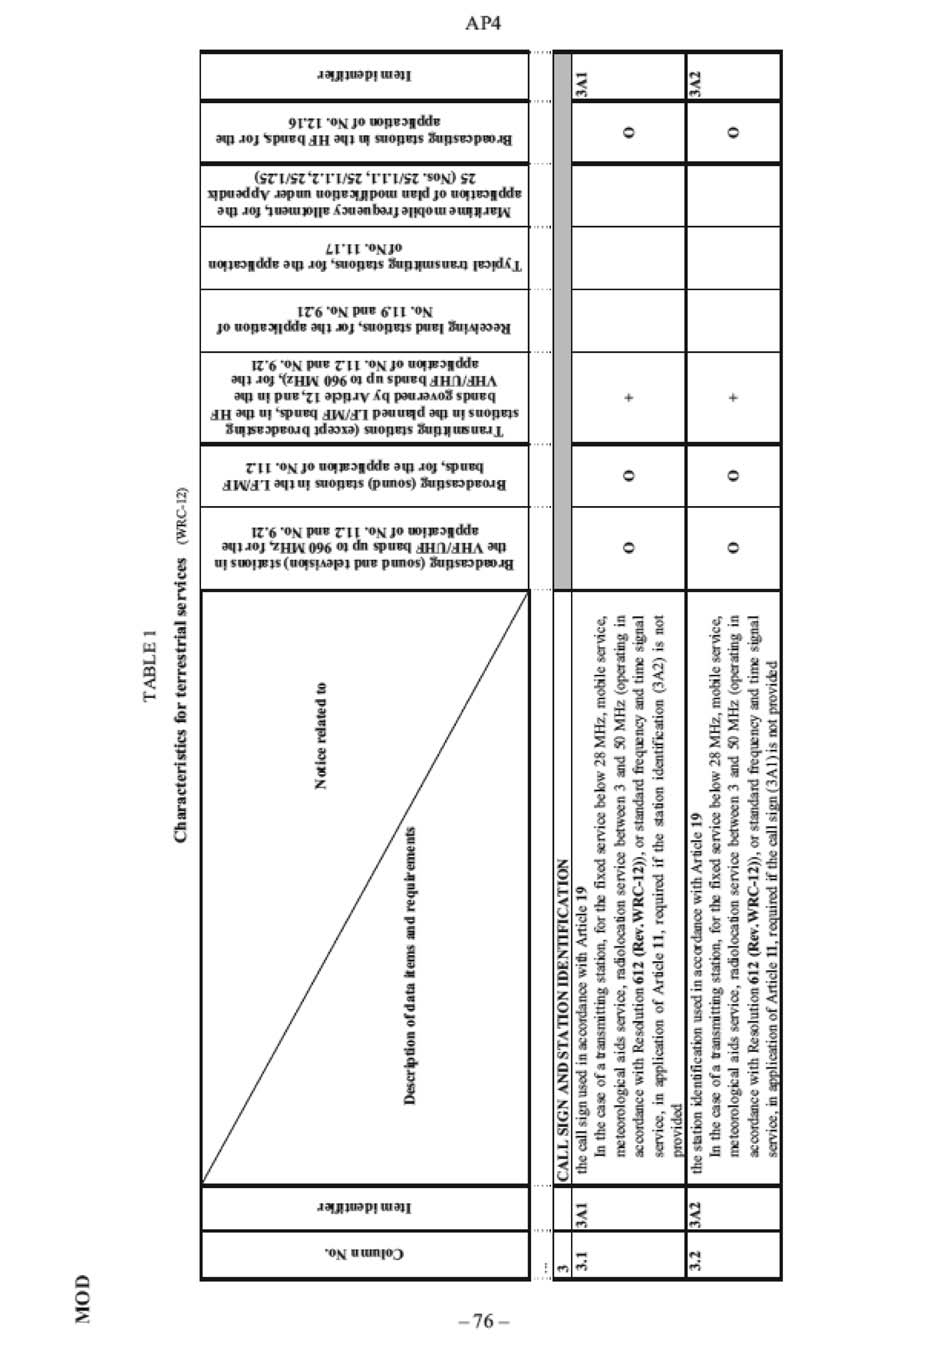 AP4
MOD
TABLE 1
Characteristics for terrestrial services (WRC-12)
Column No.
Item identifier
Notice related to
Description of data items and requirements
Broadcasting (sound and television) stations in
the VHF/UHF bands up to 960 MHz, for the
application of No. 11.2 and No. 9.21
Broadcasting (sound) stations in the LF/MF
bands, for the application of No. 11.2
Transmitting stations (except broadcasting
stations in the planned LF/MF bands, in the HF
bands governed by Article 12, and in the
VHF/UHF bands up to 960 MHz), for the
application of No. 11.2 and No. 9.21
Receiving land stations, for the application of
No. 11.9 and No. 9.21
Typical transmitting stations, for the application
of No. 11.17
Maritime mobile frequency allotment, for the
application of plan modification under Appendix
25 (Nos. 25/1.1.1, 25/1.1.2, 25/1.25)
Broadcasting stations in the HF bands, for the
application of No. 12.16
Item identifier
...
3 CALL SIGN AND STATION IDENTIFICATION
3.1 3A1 the call sign used in accordance with Article 19
In the case of a transmitting station, for the fixed service below 28 MHz, mobile service,
meteorological aids service, radiolocation service between 3 and 50 MHz (operating in
accordance with Resolution 612 (Rev.WRC-12)), or standard frequency and time signal
service, in application of Article 11, required if the station identification (3A2) is not
provided
O O + O 3A1
3.2 3A2 the station identification used in accordance with Article 19
In the case of a transmitting station, for the fixed service below 28 MHz, mobile service,
meteorological aids service, radiolocation service between 3 and 50 MHz (operating in
accordance with Resolution 612 (Rev.WRC-12)), or standard frequency and time signal
service, in application of Article 11, required if the call sign (3A1) is not provided
O O + O 3A2
– 76 –